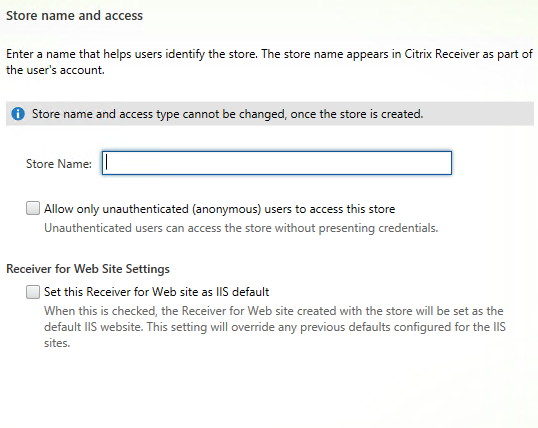 Store name and access
Enter a name that helps users identify the store. The store name appears in Citrix Receiver as part of
the user's account.
Store name and access type cannot be changed, once the store is created.
Store Name:
Allow only unauthenticated (anonymous) users to access this store
Unauthenticated users can access the store without presenting credentials.
Receiver for Web Site Settings
Set this Receiver for Web site as IIS default
When this is checked, the Receiver for Web site created with the store will be set as the
default IIS website. This setting will override any previous defaults configured for the IIS
sites.